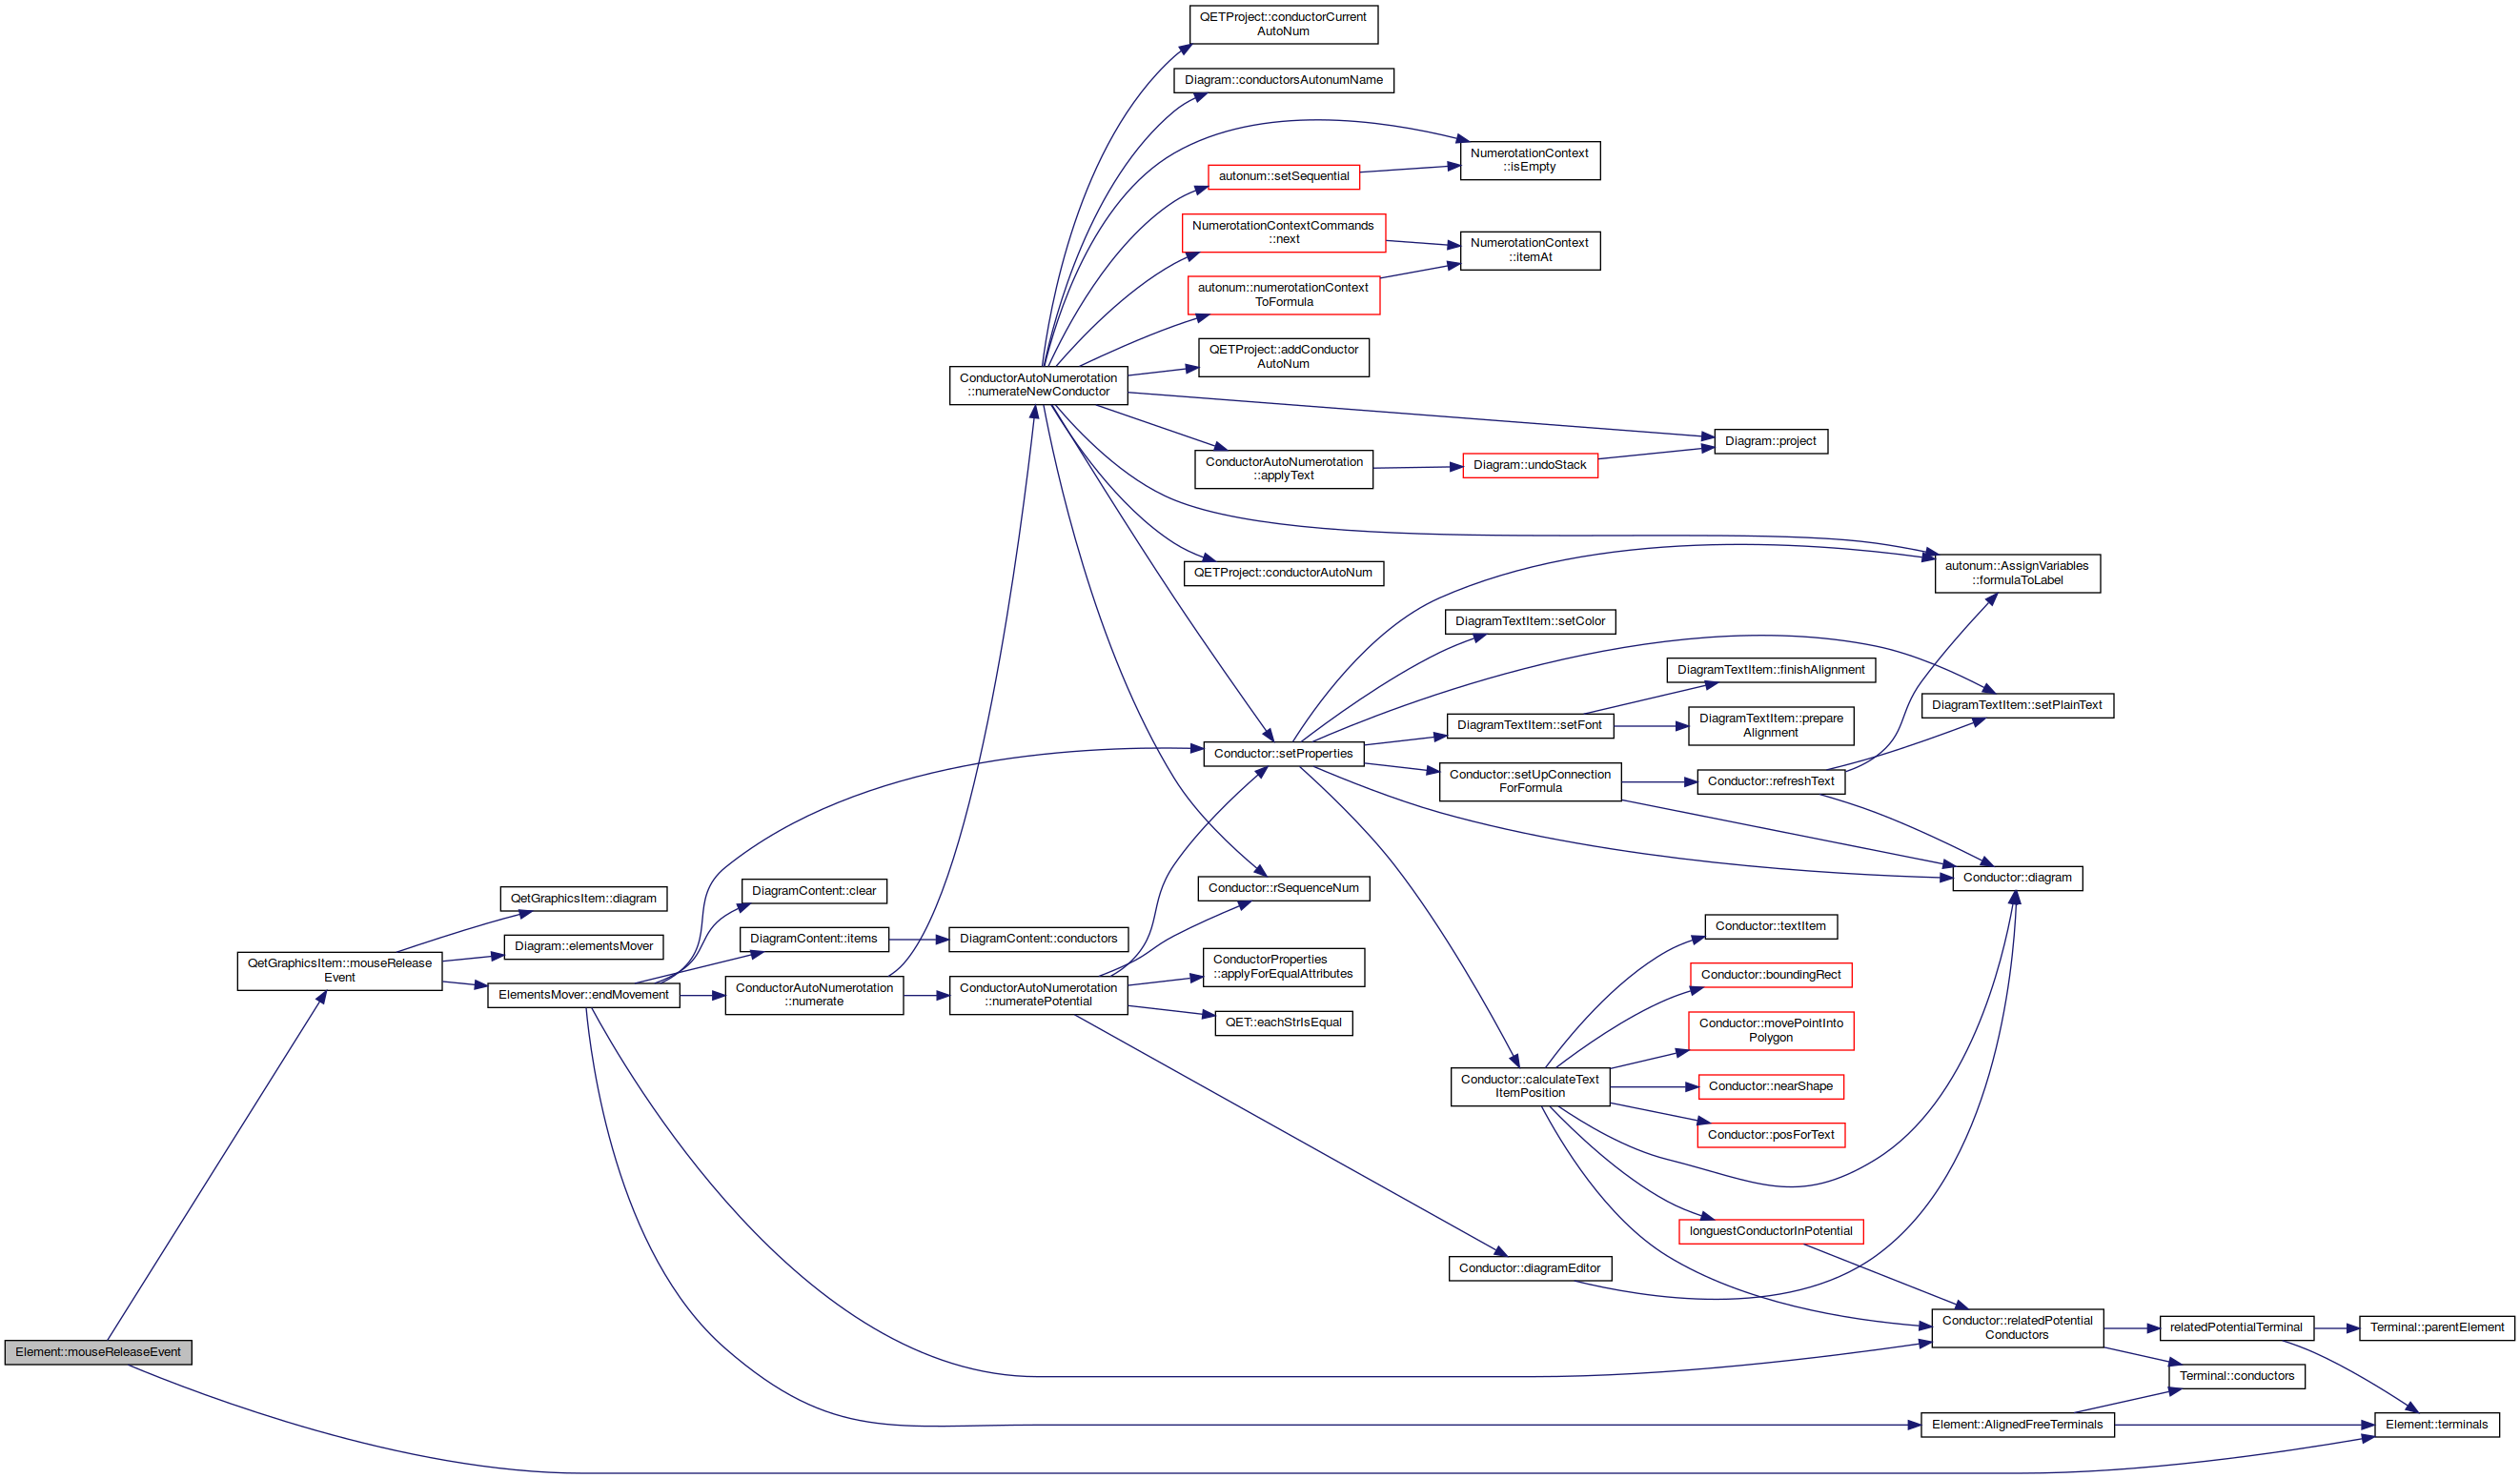 QETProject::conductorCurrent
AutoNum
Diagram::conductorsAutonumName
NumerotationContext
::isEmpty
autonum::setSequential
NumerotationContextCommands
::next
NumerotationContext
::itemAt
autonum::numerotationContext
ToFormula
QETProject::addConductor
AutoNum
ConductorAutoNumerotation
::numerateNewConductor
Diagram::project
ConductorAutoNumerotation
::applyText
Diagram::undoStack
QETProject::conductorAutoNum
autonum::AssignVariables
::formulaToLabel
DiagramTextItem::setColor
DiagramTextItem::finishAlignment
DiagramTextItem::setPlainText
DiagramTextItem::setFont
DiagramTextItem::prepare
Alignment
Conductor::setProperties
Conductor::setUpConnection
ForFormula
Conductor::refreshText
Conductor::diagram
Conductor::rSequenceNum
DiagramContent::clear
QetGraphicsItem::diagram
Conductor::textItem
DiagramContent::items
DiagramContent::conductors
Diagram::elementsMover
QetGraphicsItem::mouseRelease
Event
ConductorProperties
::applyForEqualAttributes
Conductor::boundingRect
ElementsMover::endMovement
ConductorAutoNumerotation
::numerate
ConductorAutoNumerotation
::numeratePotential
QET::eachStrIsEqual
Conductor::movePointInto
Polygon
Conductor::calculateText
ItemPosition
Conductor::nearShape
Conductor::posForText
longuestConductorInPotential
Conductor::diagramEditor
Conductor::relatedPotential
Conductors
relatedPotentialTerminal
Terminal::parentElement
Element::mouseReleaseEvent
Terminal::conductors
Element::AlignedFreeTerminals
Element::terminals